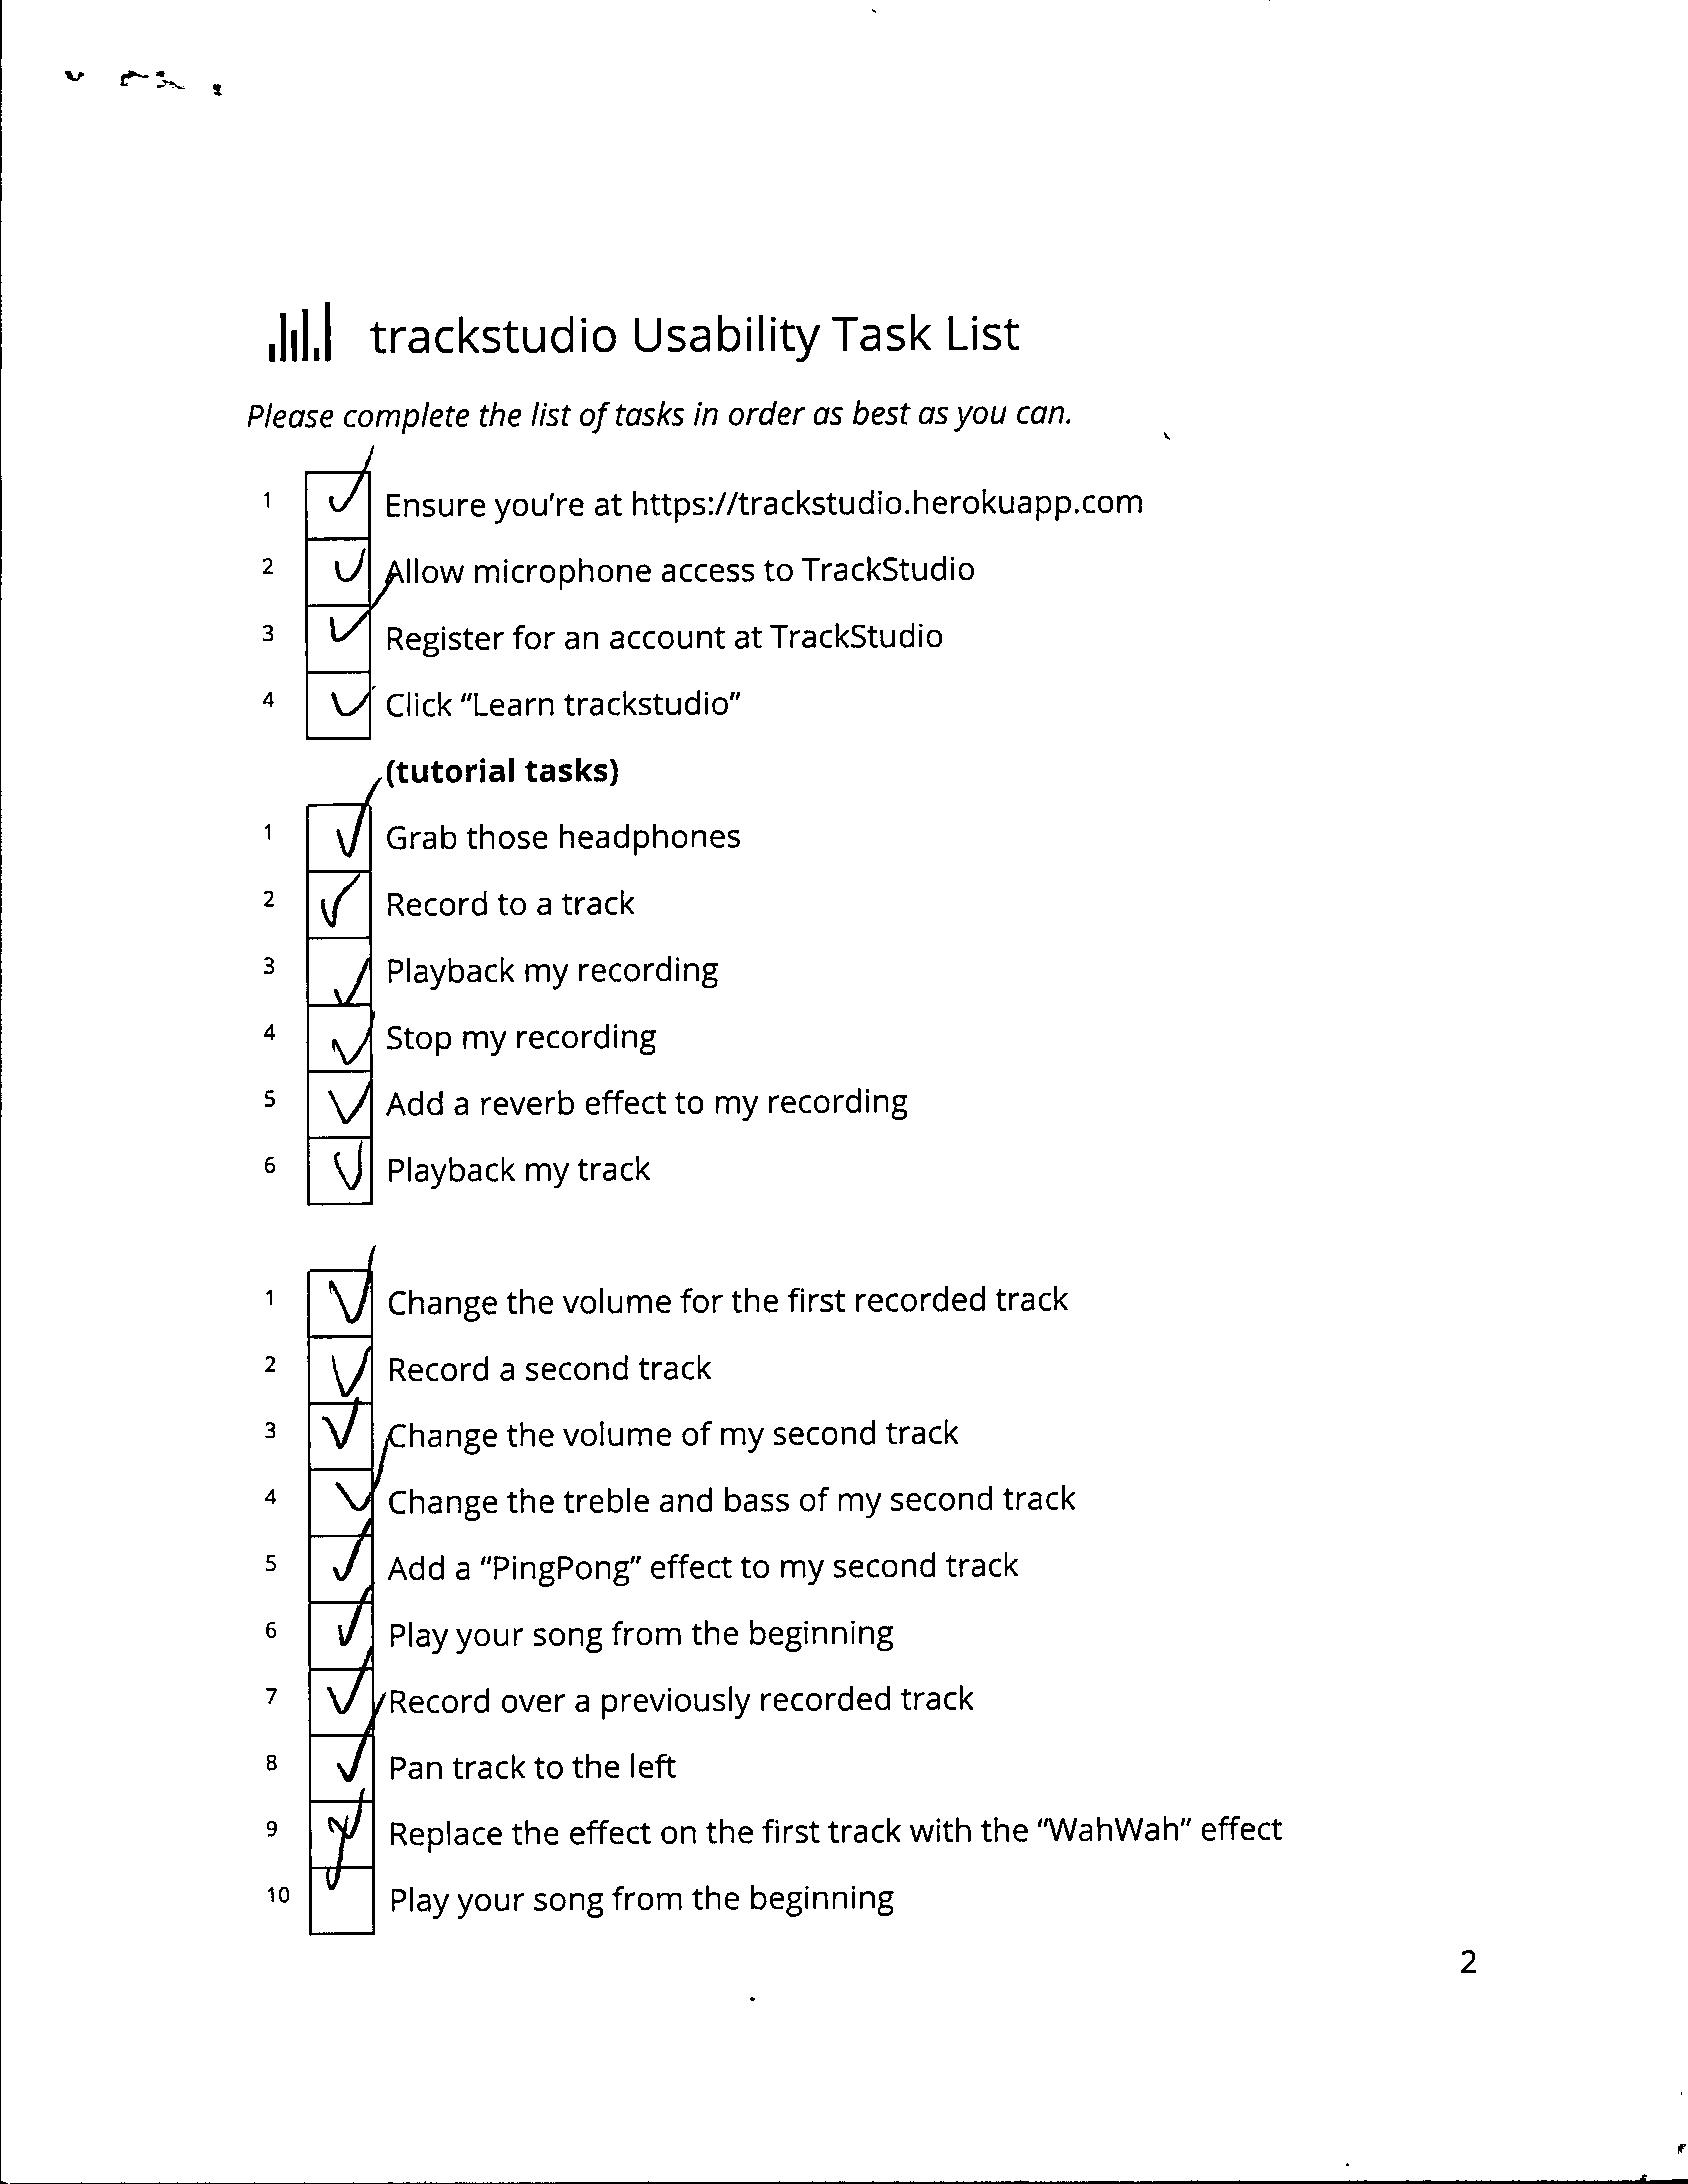 trackstudio Usability Task List
Please complete the list of tasks in order as best as you can.
1 Ensure you're at https://trackstudio.herokuapp.com
2 Allow microphone access to TrackStudio
3 Register for an account at TrackStudio
4 Click “Learn trackstudio”
(tutorial tasks)
1 Grab those headphones
2 Record to a track
3 Playback my recording
4 Stop my recording
5 Add a reverb effect to my recording
6 Playback my track
1 Change the volume for the first recorded track
2 Record a second track
3 Change the volume of my second track
4 Change the treble and bass of my second track
5 Add a “PingPong” effect to my second track
6 Play your song from the beginning
7 Record over a previously recorded track
8 Pan track to the left
9 Replace the effect on the first track with the “WahWah” effect
10 Play your song from the beginning
2